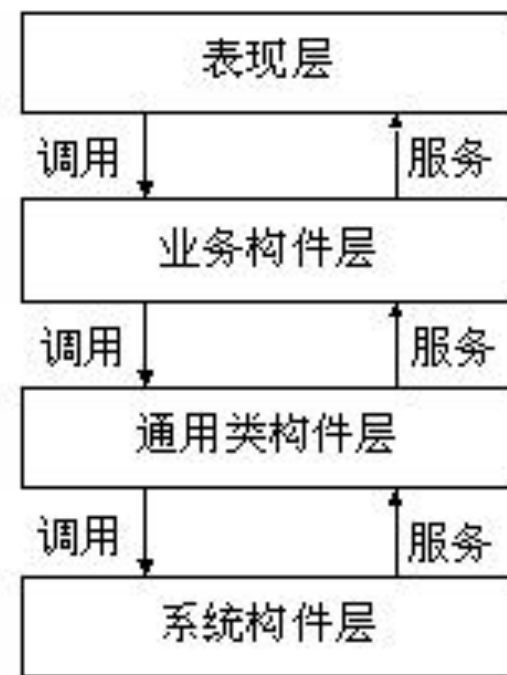 表现层
调用 服务
业务构件层
调用 服务
通用类构件层
调用 服务
系统构件层